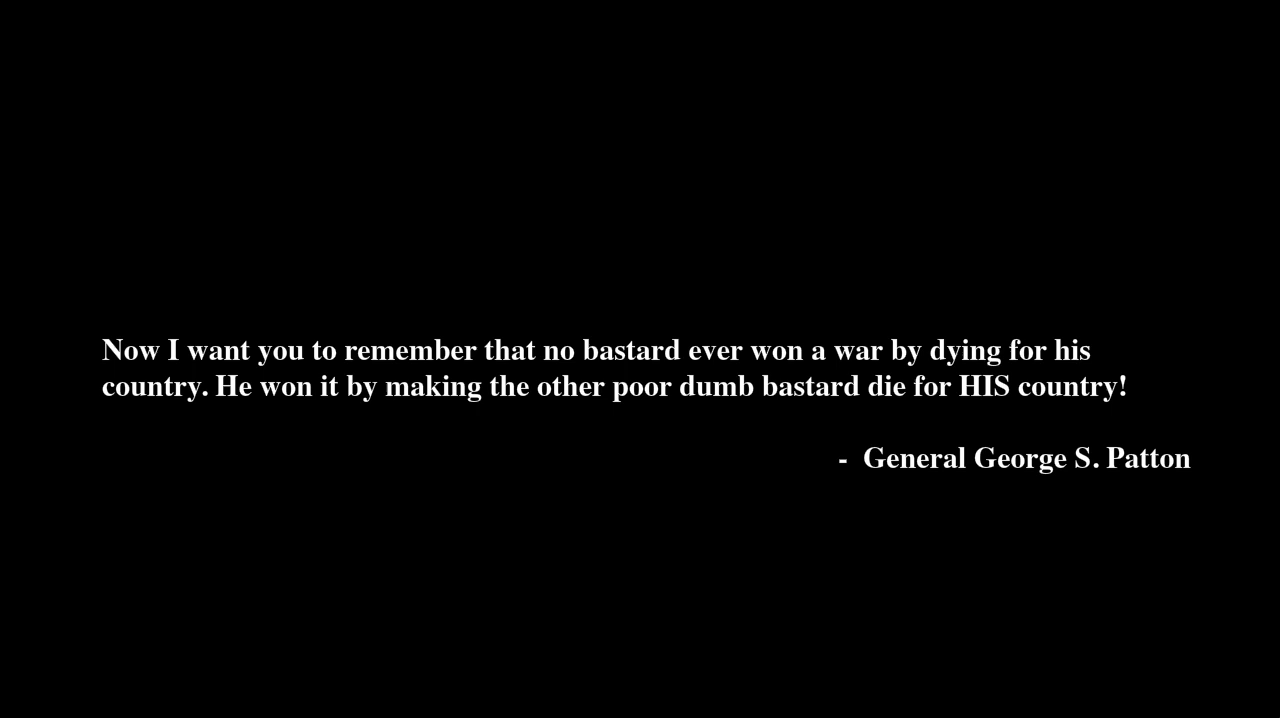 Now I want you to remember that no bastard ever won a war by dying for his
country. He won it by making the other poor dumb bastard die for HIS country!
- General George S. Patton